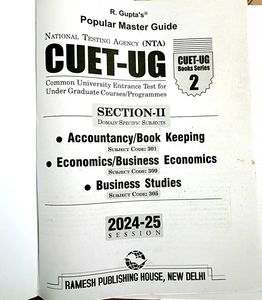 R. Gupta's®
Popular Master Guide
NATIONAL TESTING AGENCY (NTA)
CUET-UG
Common University Entrance Test for
Under Graduate Courses/Programmes
CUET-UG
Books Series
2
SECTION-II
DOMAIN SPECIFIC SUBJECTS
• Accountancy/Book Keeping
SUBJECT CODE: 301
• Economics/Business Economics
SUBJECT CODE: 309
• Business Studies
SUBJECT CODE: 305
2024-25
SESSION
RAMESH PUBLISHING HOUSE, NEW DELHI